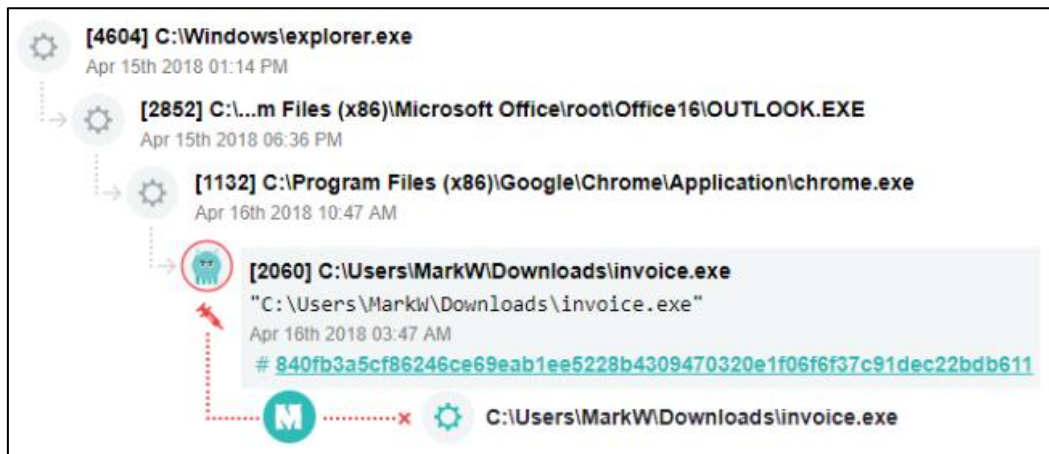 [4604] C:\Windows\explorer.exe
Apr 15th 2018 01:14 PM
[2852] C:\...m Files (x86)\Microsoft Office\root\Office16\OUTLOOK.EXE
Apr 15th 2018 06:36 PM
[1132] C:\Program Files (x86)\Google\Chrome\Application\chrome.exe
Apr 16th 2018 10:47 AM
[2060] C:\Users\MarkW\Downloads\invoice.exe
"C:\Users\MarkW\Downloads\invoice.exe"
Apr 16th 2018 03:47 AM
# 840fb3a5cf86246ce69eab1ee5228b4309470320e1f06f6f37c91dec22bdb611
M C:\Users\MarkW\Downloads\invoice.exe